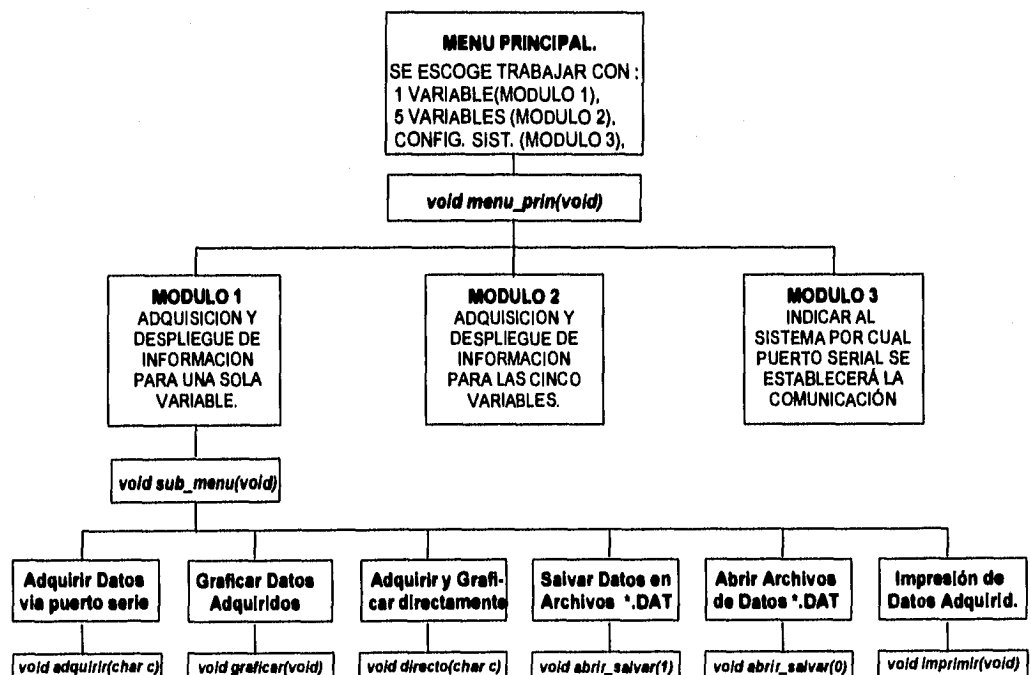 MENU PRINCIPAL.
SE ESCOGE TRABAJAR CON :
1 VARIABLE(MODULO 1),
5 VARIABLES (MODULO 2),
CONFIG. SIST. (MODULO 3),
void menu_prin(void)
MODULO 1
ADQUISICION Y
DESPLIEGUE DE
INFORMACION
PARA UNA SOLA
VARIABLE.
MODULO 2
ADQUISICION Y
DESPLIEGUE DE
INFORMACION
PARA LAS CINCO
VARIABLES.
MODULO 3
INDICAR AL
SISTEMA POR CUAL
PUERTO SERIAL SE
ESTABLECERÁ LA
COMUNICACIÓN
void sub_menu(void)
Adquirir Datos
via puerto serie
Graficar Datos
Adquiridos
Adquirir y Grafi-
car directamente
Salvar Datos en
Archivos *.DAT
Abrir Archivos
de Datos *.DAT
Impresión de
Datos Adquirid.
void adquirir(char c)
void graficar(void)
void directo(char c)
void abrir_salvar(1)
void abrir_salvar(0)
void imprimir(void)